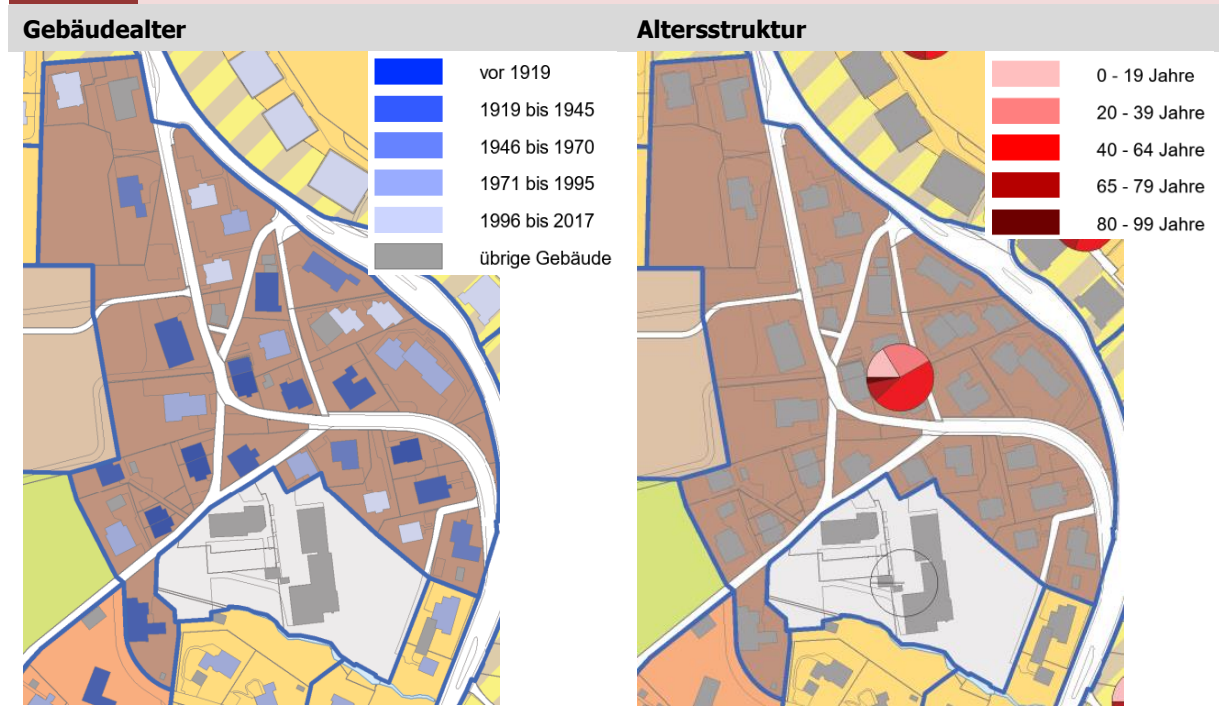 Gebäudealter
vor 1919
1919 bis 1945
1946 bis 1970
1971 bis 1995
1996 bis 2017
übrige Gebäude
Altersstruktur
0 - 19 Jahre
20 - 39 Jahre
40 - 64 Jahre
65 - 79 Jahre
80 - 99 Jahre